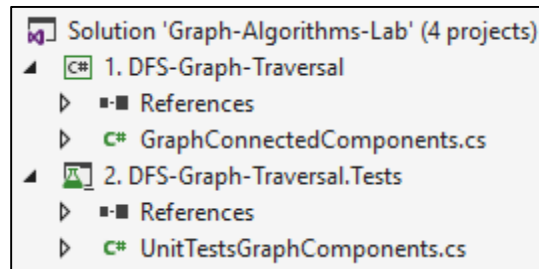 Solution 'Graph-Algorithms-Lab' (4 projects)
C# 1. DFS-Graph-Traversal
References
C# GraphConnectedComponents.cs
2. DFS-Graph-Traversal.Tests
References
C# UnitTestsGraphComponents.cs